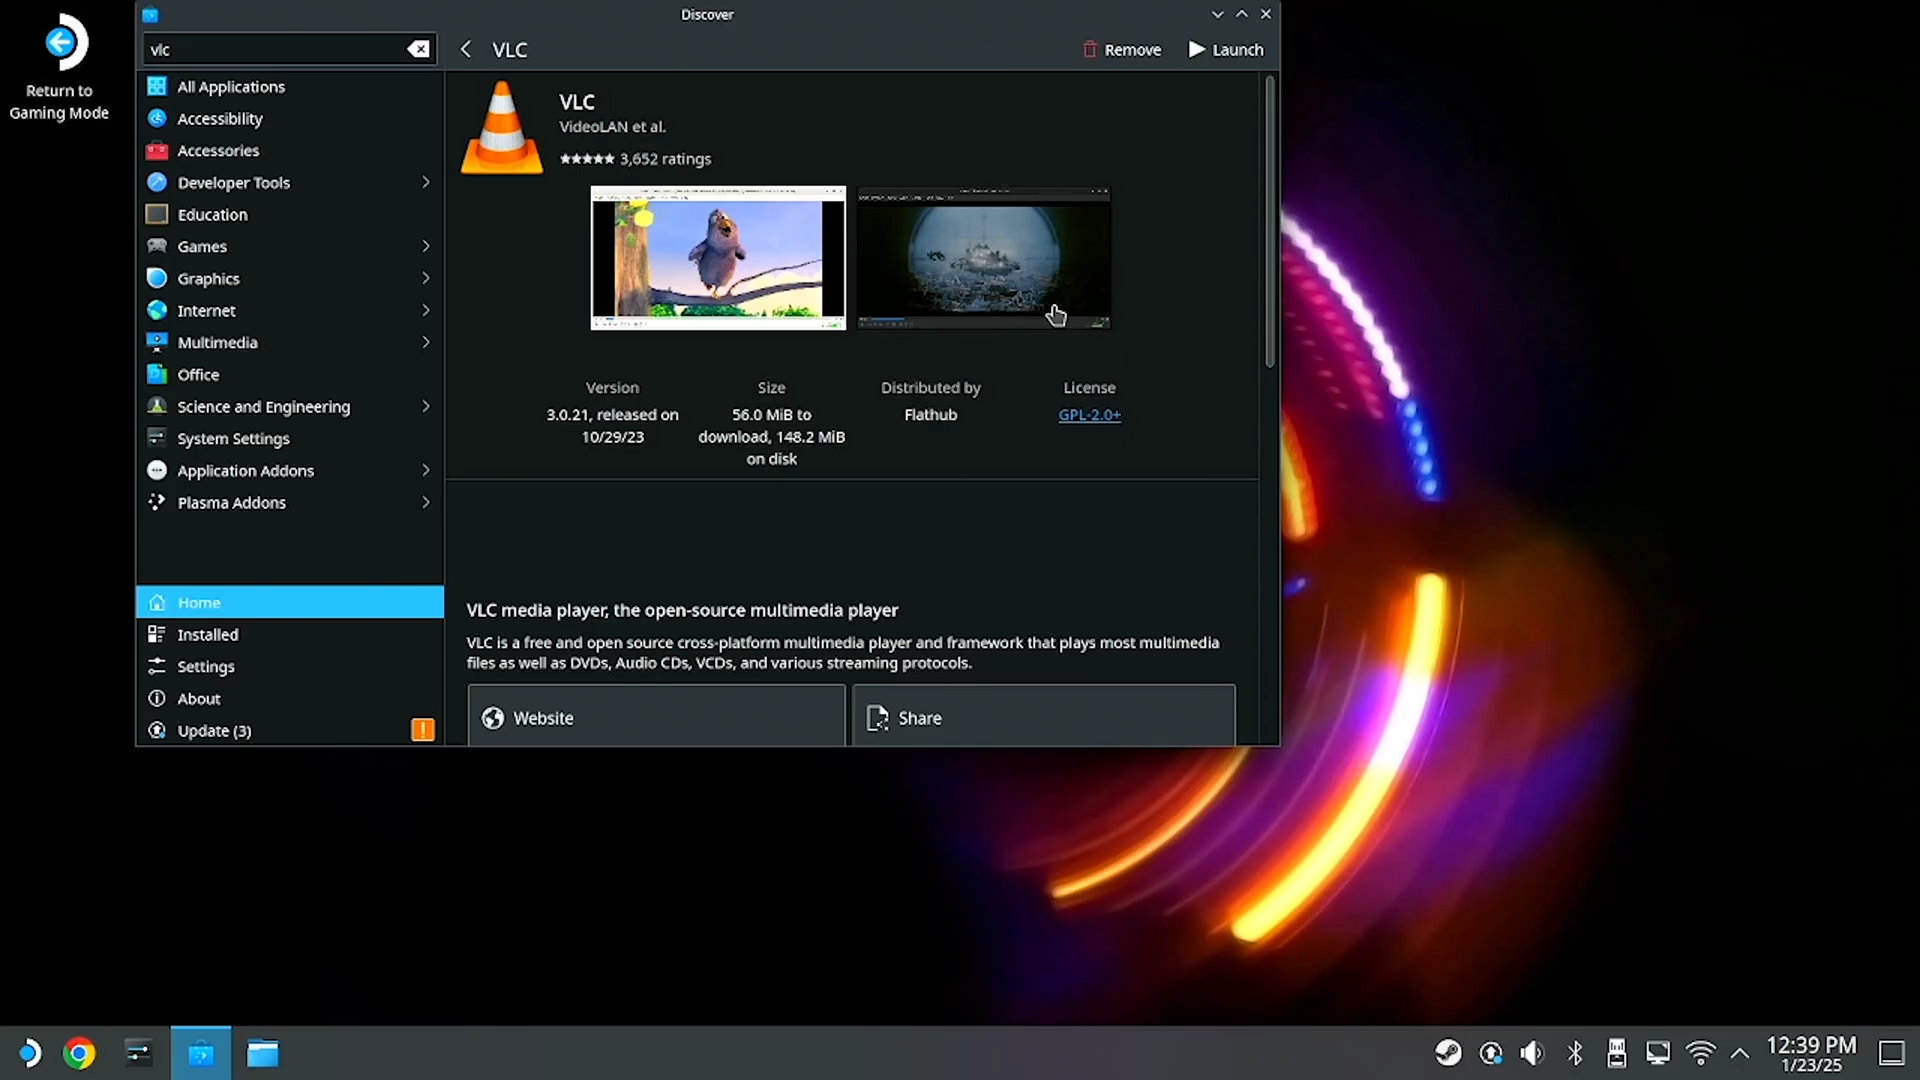 Return to
Gaming Mode
Discover
vlc
VLC
Remove
Launch
All Applications
Accessibility
Accessories
Developer Tools
Education
Games
Graphics
Internet
Multimedia
Office
Science and Engineering
System Settings
Application Addons
Plasma Addons
Home
Installed
Settings
About
Update (3)
VLC
VideoLAN et al.
★★★★★ 3,652 ratings
Version
3.0.21, released on
10/29/23
Size
56.0 MiB to
download, 148.2 MiB
on disk
Distributed by
Flathub
License
GPL-2.0+
VLC media player, the open-source multimedia player
VLC is a free and open source cross-platform multimedia player and framework that plays most multimedia
files as well as DVDs, Audio CDs, VCDs, and various streaming protocols.
Website
Share
12:39 PM
1/23/25